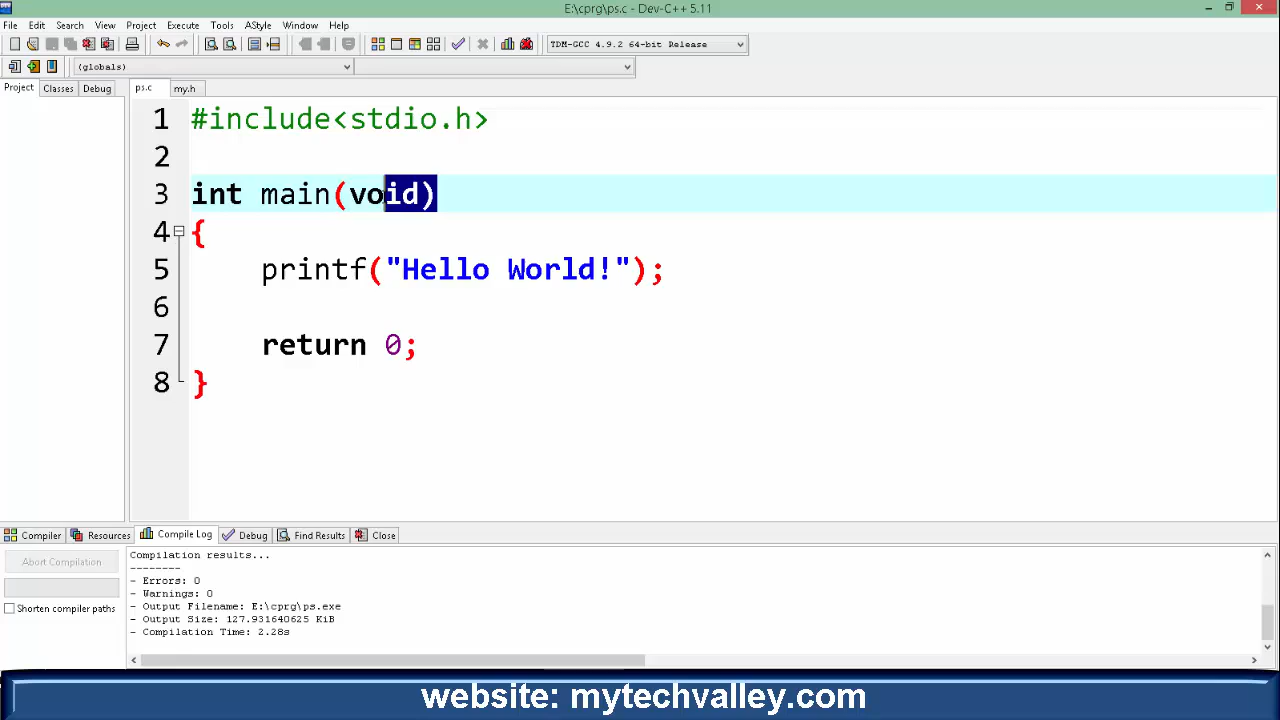 E:\cprg\ps.c - Dev-C++ 5.11
File Edit Search View Project Execute Tools AStyle Window Help
TDM-GCC 4.9.2 64-bit Release
(globals)
Project Classes Debug ps.c my.h
1 #include<stdio.h>
2
3 int main(void)
4 {
5 printf("Hello World!");
6
7 return 0;
8 }
Compiler Resources Compile Log Debug Find Results Close
Abort Compilation
Shorten compiler paths
Compilation results...
--------
- Errors: 0
- Warnings: 0
- Output Filename: E:\cprg\ps.exe
- Output Size: 127.931640625 KiB
- Compilation Time: 2.28s
website: mytechvalley.com